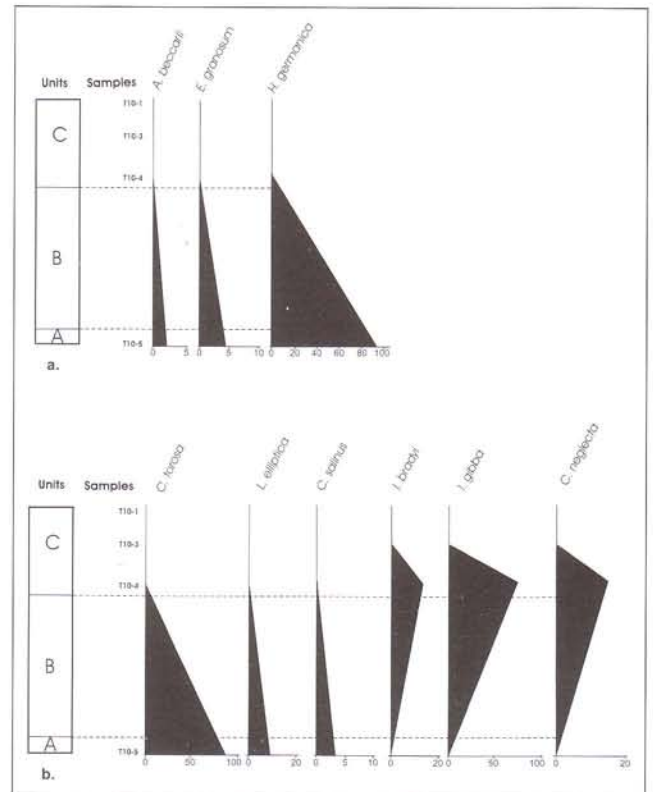 A. beccarii E. granosum H. germanica
Units Samples
T10-1
C
T10-3
T10-4
B
A
T10-5
0 5 0 5 10 0 20 40 60 80 100
a.
C. torosa L. elliptica C. salinus I. bradyi I. gibba C. neglecta
Units Samples
T10-1
C
T10-3
T10-4
B
A
T10-5
0 50 100 0 20 0 5 10 0 20 0 50 100 0 20
b.